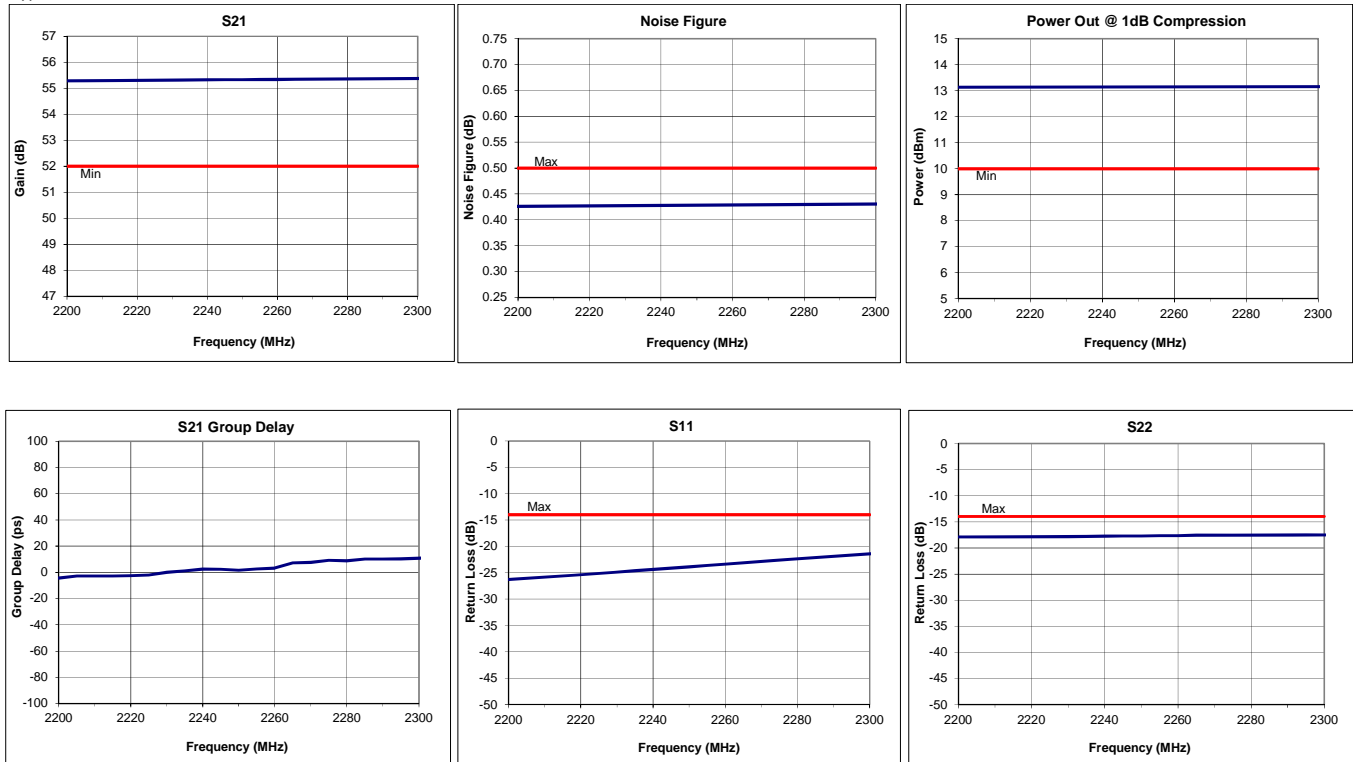 S21
57
56
55
54
53
52
51
50
49
48
47
Gain (dB)
Min
2200 2220 2240 2260 2280 2300
Frequency (MHz)
Noise Figure
0.75
0.70
0.65
0.60
0.55
0.50
0.45
0.40
0.35
0.30
0.25
Noise Figure (dB)
Max
2200 2220 2240 2260 2280 2300
Frequency (MHz)
Power Out @ 1dB Compression
15
14
13
12
11
10
9
8
7
6
5
Power (dBm)
Min
2200 2220 2240 2260 2280 2300
Frequency (MHz)
S21 Group Delay
100
80
60
40
20
0
-20
-40
-60
-80
-100
Group Delay (ps)
2200 2220 2240 2260 2280 2300
Frequency (MHz)
S11
0
-5
-10
-15
-20
-25
-30
-35
-40
-45
-50
Return Loss (dB)
Max
2200 2220 2240 2260 2280 2300
Frequency (MHz)
S22
0
-5
-10
-15
-20
-25
-30
-35
-40
-45
-50
Return Loss (dB)
Max
2200 2220 2240 2260 2280 2300
Frequency (MHz)